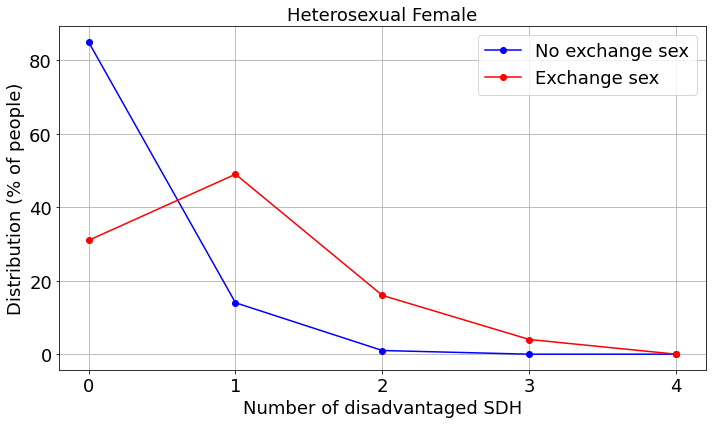 Heterosexual Female
No exchange sex
Exchange sex
Distribution (% of people)
80
60
40
20
0
0 1 2 3 4
Number of disadvantaged SDH